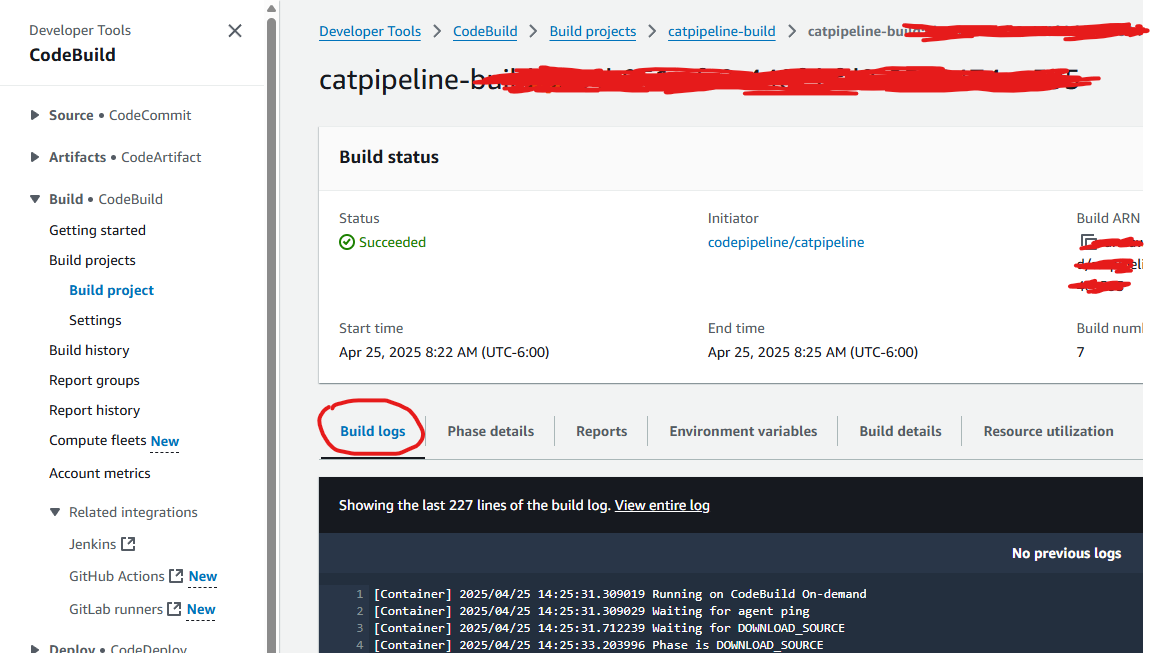 Developer Tools
CodeBuild
Source • CodeCommit
Artifacts • CodeArtifact
Build • CodeBuild
Getting started
Build projects
Build project
Settings
Build history
Report groups
Report history
Compute fleets New
Account metrics
Related integrations
Jenkins
GitHub Actions New
GitLab runners New
Deploy • CodeDeploy
Developer Tools > CodeBuild > Build projects > catpipeline-build > catpipeline-build
catpipeline-
Build status
Status
Succeeded
Initiator
codepipeline/catpipeline
Build ARN
Start time
Apr 25, 2025 8:22 AM (UTC-6:00)
End time
Apr 25, 2025 8:25 AM (UTC-6:00)
Build num
7
Build logs
Phase details
Reports
Environment variables
Build details
Resource utilization
Showing the last 227 lines of the build log. View entire log
No previous logs
1 [Container] 2025/04/25 14:25:31.309019 Running on CodeBuild On-demand
2 [Container] 2025/04/25 14:25:31.309029 Waiting for agent ping
3 [Container] 2025/04/25 14:25:31.712239 Waiting for DOWNLOAD_SOURCE
4 [Container] 2025/04/25 14:25:33.203996 Phase is DOWNLOAD_SOURCE